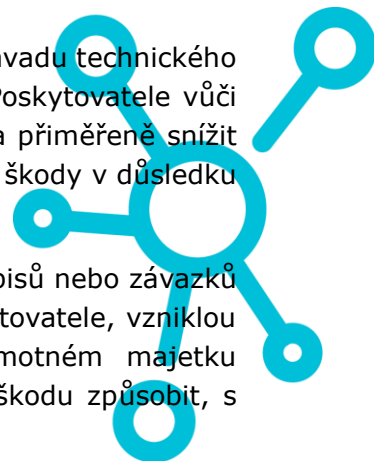 vadu technického
Poskytovatele vůči
a přiměřeně snížit
škody v důsledku
pisů nebo závazků
tovatele, vzniklou
motném majetku
škodu způsobit, s